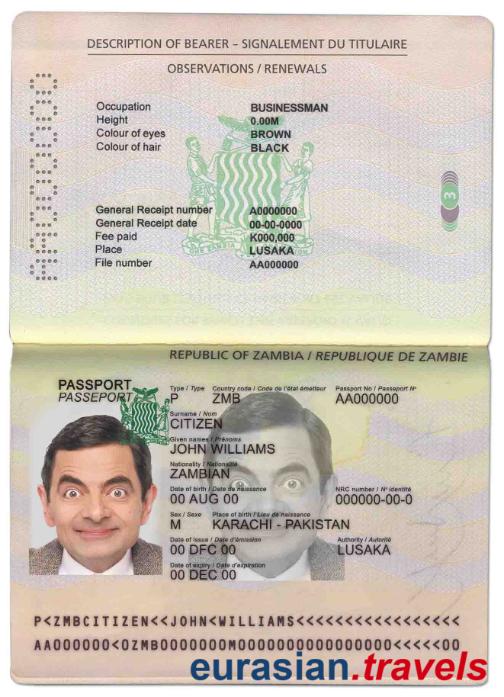 DESCRIPTION OF BEARER – SIGNALEMENT DU TITULAIRE
OBSERVATIONS / RENEWALS
Occupation BUSINESSMAN
Height 0.00M
Colour of eyes BROWN
Colour of hair BLACK
General Receipt number A0000000
General Receipt date 00-00-0000
Fee paid K000,000
Place LUSAKA
File number AA000000
3
REPUBLIC OF ZAMBIA / REPUBLIQUE DE ZAMBIE
PASSPORT Type / Type Country code / Code de l'état émetteur Passport No / Passeport Nº
PASSEPORT P ZMB AA000000
Surname / Nom
CITIZEN
Given names / Prénoms
JOHN WILLIAMS
Nationality / Nationalité
ZAMBIAN
Date of birth / Date de naissance NRC number / Nº identité
00 AUG 00 000000-00-0
Sex / Sexe Place of birth / Lieu de naissance
M KARACHI - PAKISTAN
Date of issue / Date d'émission Authority / Autorité
00 DFC 00 LUSAKA
Date of expiry / Date d'expiration
00 DEC 00
P<ZMBCITIZEN<<JOHN<WILLIAMS<<<<<<<<<<<<<<<<<
eurasian.travels